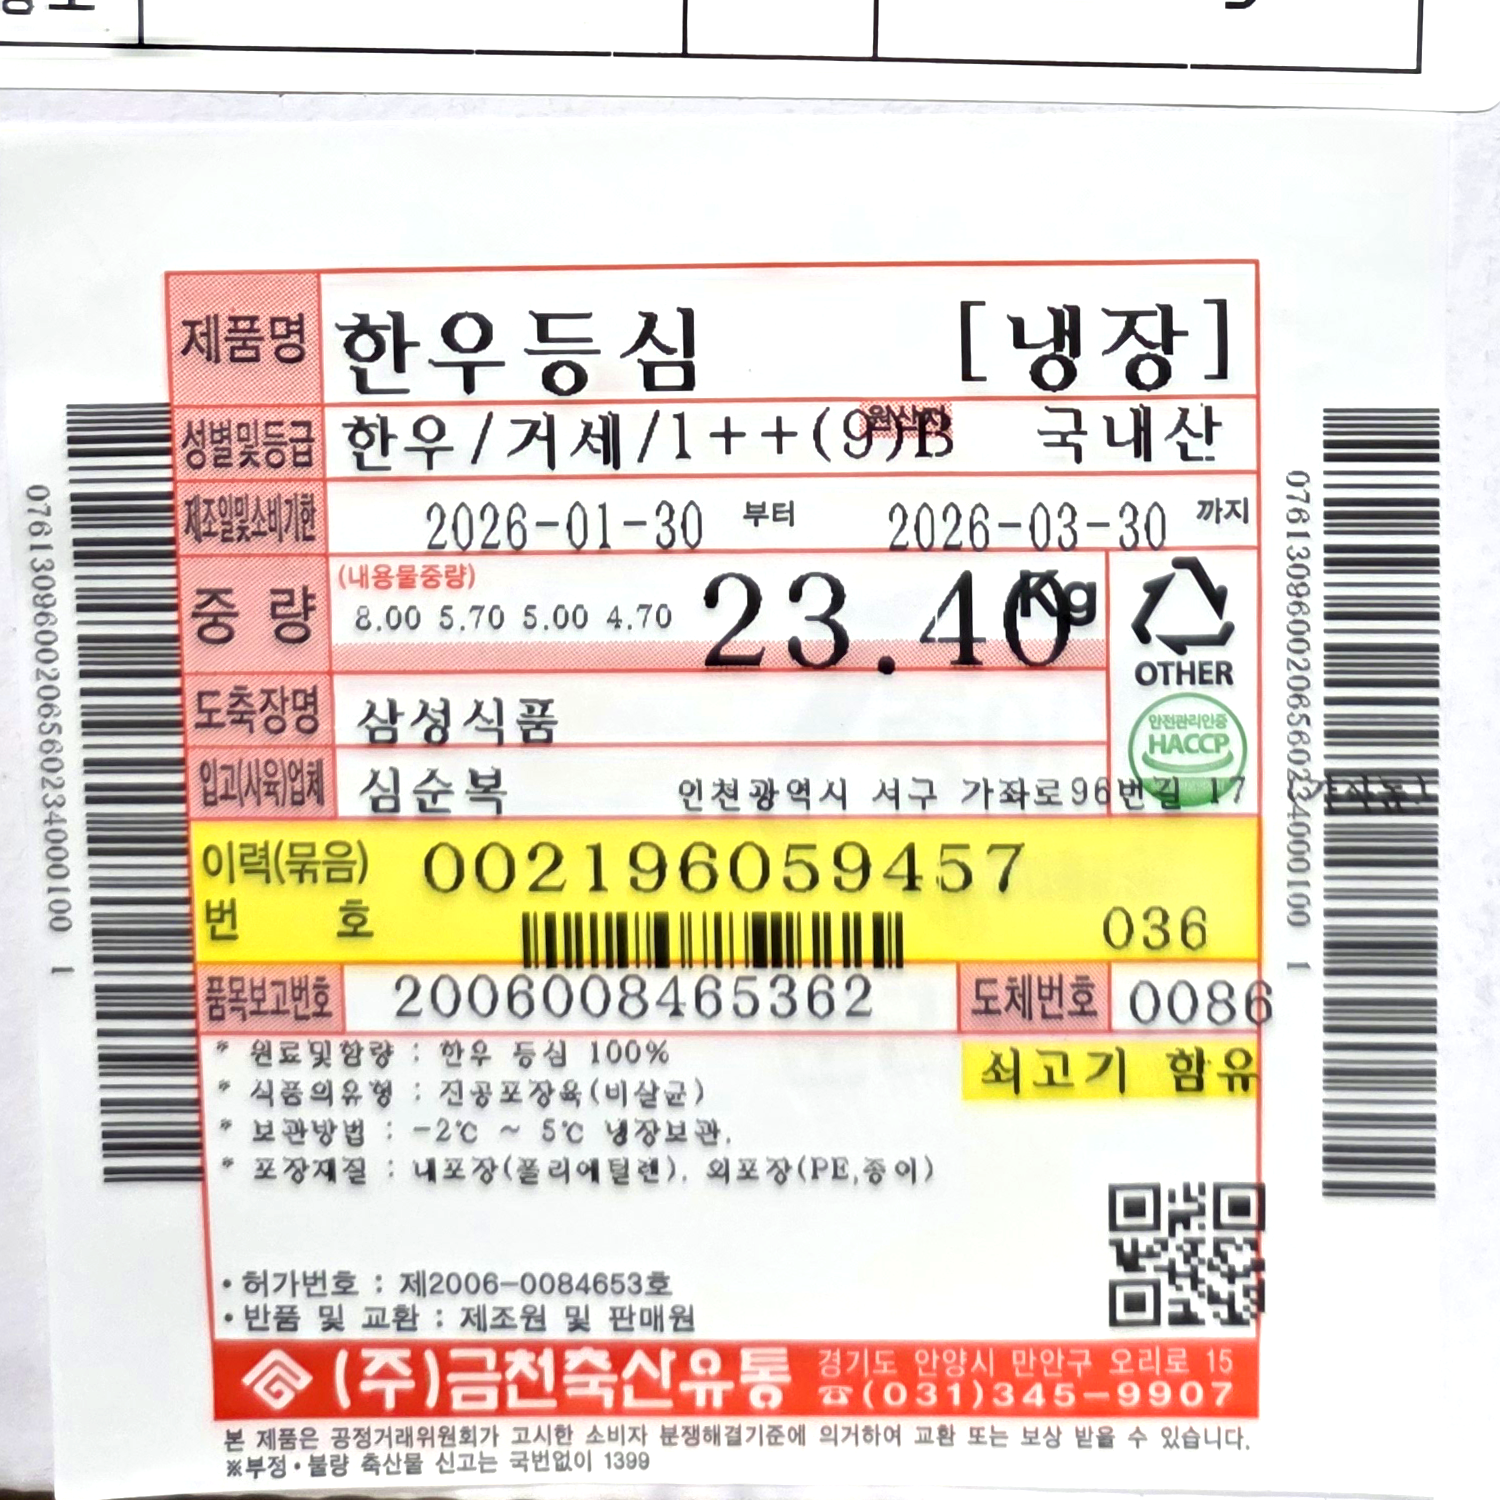 제품명 한우등심 [냉장]
성별및등급 한우/거세/1++(9)B 원산지 국내산
제조일및소비기한 2026-01-30 부터 2026-03-30 까지
중 량 (내용물중량) 8.00 5.70 5.00 4.70 23.40 Kg
OTHER
도축장명 삼성식품
안전관리인증
HACCP
입고(사육)업체 심순복 인천광역시 서구 가좌로96번길 17
이력(묶음) 002196059457
번 호 036
품목보고번호 2006008465362 도체번호 0086
* 원료및함량 : 한우 등심 100%
쇠고기 함유
* 식품의유형 : 진공포장육(비살균)
* 보관방법 : -2℃ ~ 5℃ 냉장보관.
* 포장재질 : 내포장(폴리에틸렌). 외포장(PE,종이)
• 허가번호 : 제2006-0084653호
• 반품 및 교환 : 제조원 및 판매원
(주)금천축산유통 경기도 안양시 만안구 오리로 15
☎(031)345-9907
본 제품은 공정거래위원회가 고시한 소비자 분쟁해결기준에 의거하여 교환 또는 보상 받을 수 있습니다.
※부정•불량 축산물 신고는 국번없이 1399